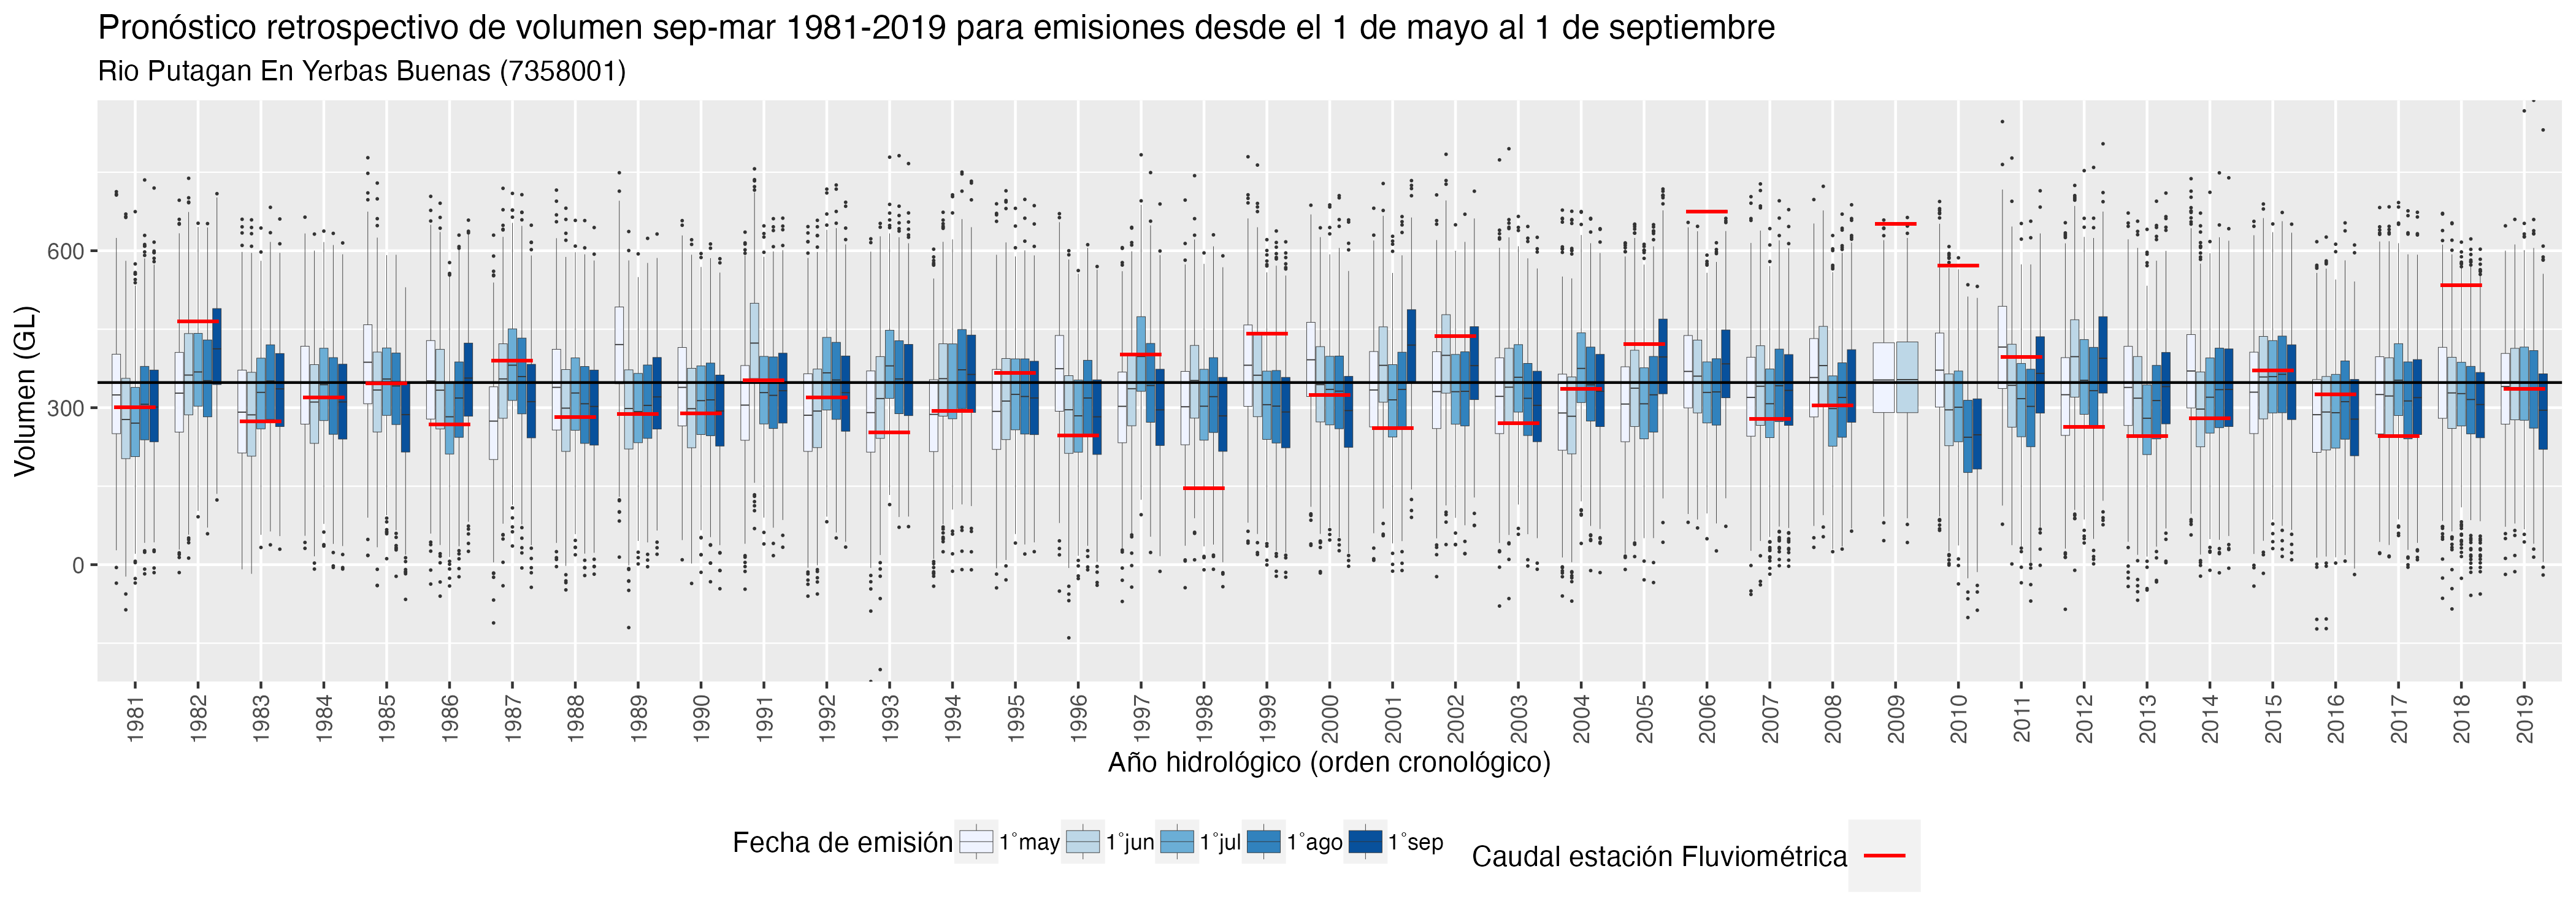 Pronóstico retrospectivo de volumen sep-mar 1981-2019 para emisiones desde el 1 de mayo al 1 de septiembre
Rio Putagan En Yerbas Buenas (7358001)
Volumen (GL)
600
300
0
1981 1982 1983 1984 1985 1986 1987 1988 1989 1990 1991 1992 1993 1994 1995 1996 1997 1998 1999 2000 2001 2002 2003 2004 2005 2006 2007 2008 2009 2010 2011 2012 2013 2014 2015 2016 2017 2018 2019
Año hidrológico (orden cronológico)
Fecha de emisión 1°may 1°jun 1°jul 1°ago 1°sep
Caudal estación Fluviométrica